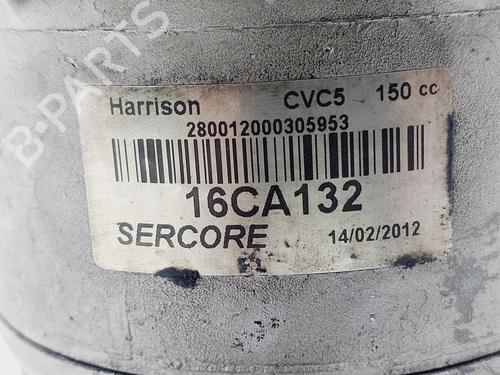 B-PARTS
Harrison CVC5 150 cc
280012000305953
16CA132
SERCORE 14/02/2012